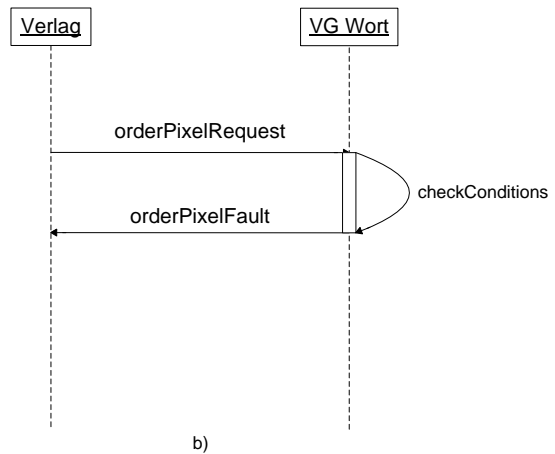 Verlag
VG Wort
orderPixelRequest
checkConditions
orderPixelFault
b)